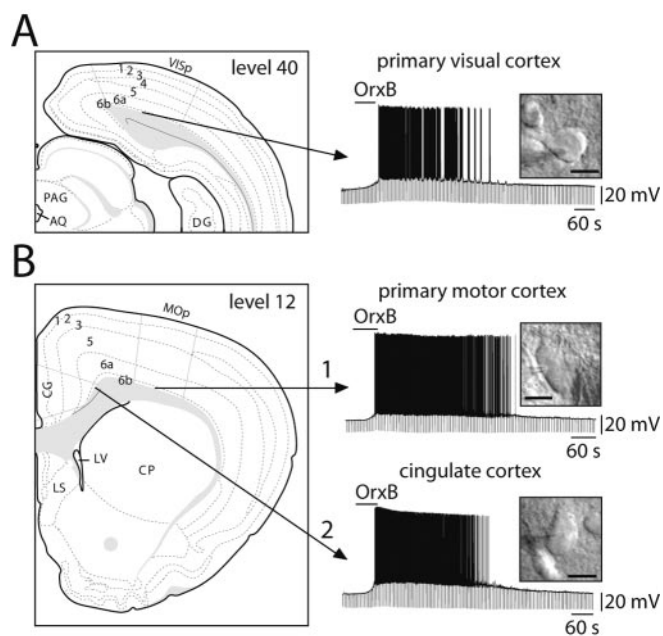 A
level 40
VISp
1 2 3
4
5
6b 6a
PAG
AQ
DG
primary visual cortex
OrxB
20 mV
60 s
B
level 12
MOp
1 2 3
5
6a
6b
CG
LV
LS
CP
1
2
primary motor cortex
OrxB
20 mV
60 s
cingulate cortex
OrxB
20 mV
60 s